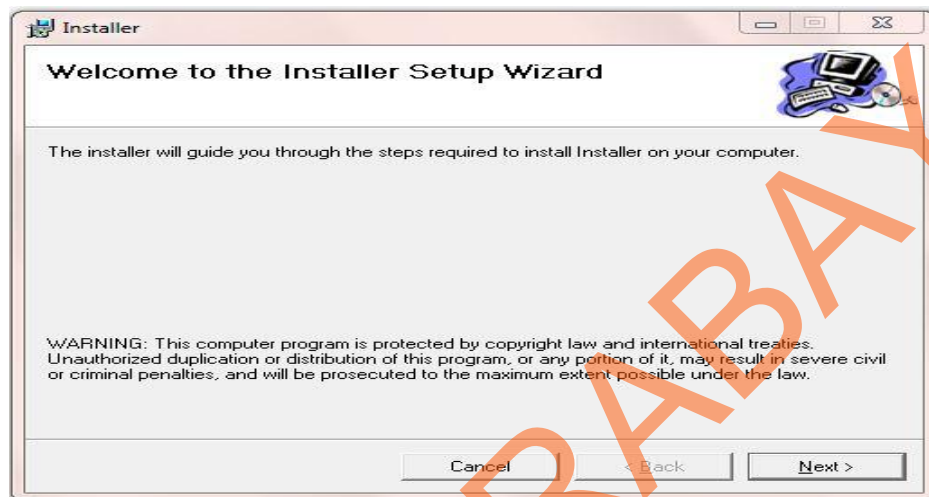 Installer
Welcome to the Installer Setup Wizard
The installer will guide you through the steps required to install Installer on your computer.
WARNING: This computer program is protected by copyright law and international treaties.
Unauthorized duplication or distribution of this program, or any portion of it, may result in severe civil
or criminal penalties, and will be prosecuted to the maximum extent possible under the law.
Cancel < Back Next >
BABAY